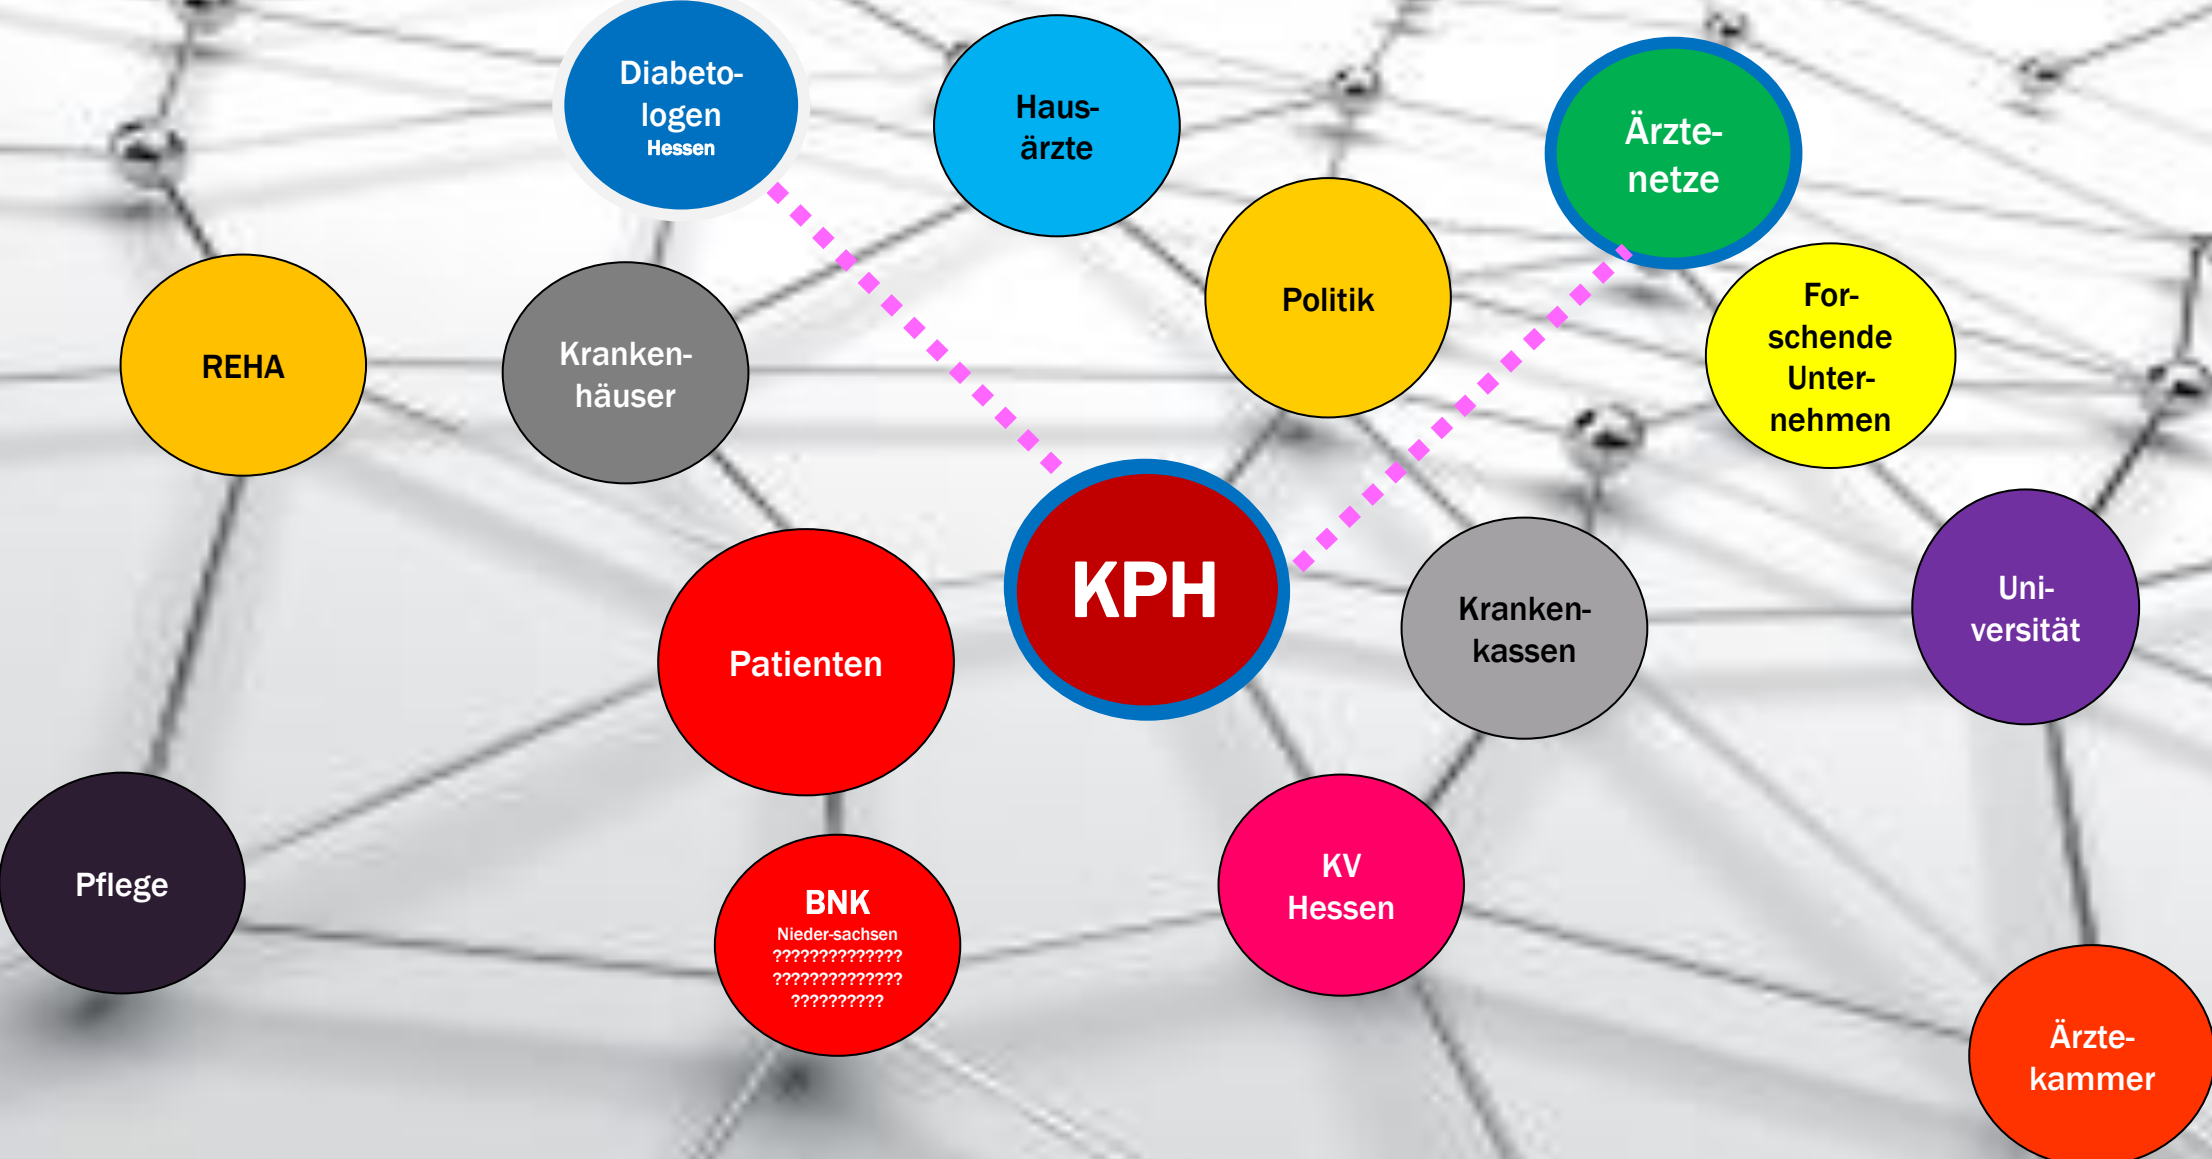 Diabeto-
logen
Hessen
Haus-
ärzte
Ärzte-
netze
Politik
For-
schende
Unter-
nehmen
REHA
Kranken-
häuser
KPH
Kranken-
kassen
Uni-
versität
Patienten
Pflege
BNK
Nieder-sachsen
??????????????
??????????????
??????????
KV
Hessen
Ärzte-
kammer